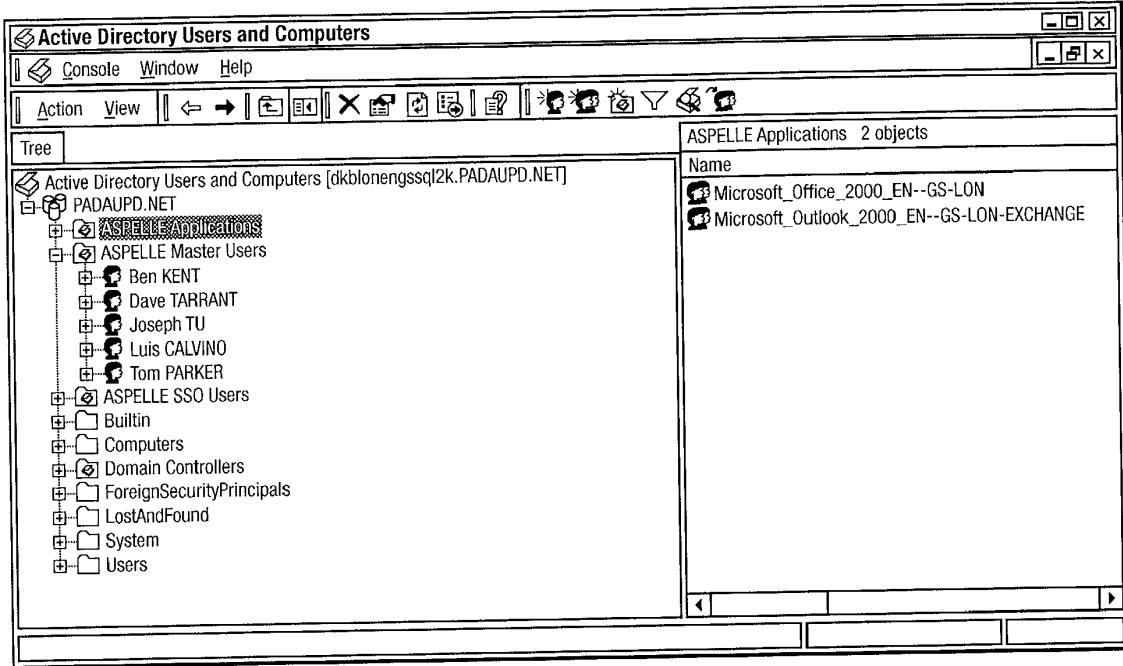 Active Directory Users and Computers
Console Window Help
Action View
Tree
Active Directory Users and Computers [dkblonengssql2k.PADAUPD.NET]
PADAUPD.NET
ASPELLE Applications
ASPELLE Master Users
Ben KENT
Dave TARRANT
Joseph TU
Luis CALVINO
Tom PARKER
ASPELLE SSO Users
Builtin
Computers
Domain Controllers
ForeignSecurityPrincipals
LostAndFound
System
Users
ASPELLE Applications 2 objects
Name
Microsoft_Office_2000_EN--GS-LON
Microsoft_Outlook_2000_EN--GS-LON-EXCHANGE